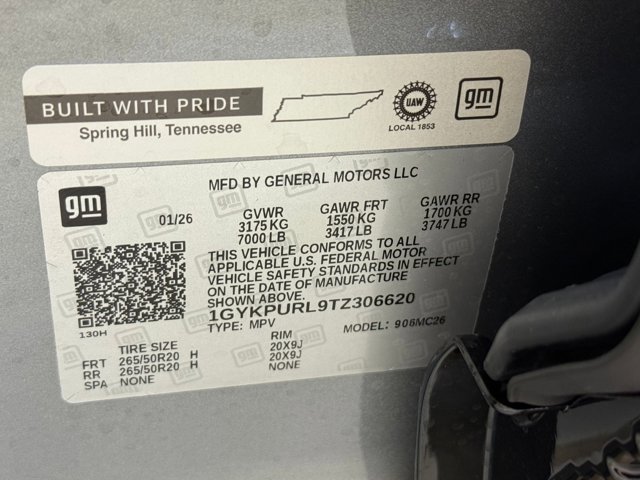 BUILT WITH PRIDE
Spring Hill, Tennessee
UAW
LOCAL 1853
gm
gm
MFD BY GENERAL MOTORS LLC
01/26
GVWR
3175 KG
7000 LB
GAWR FRT
1550 KG
3417 LB
GAWR RR
1700 KG
3747 LB
THIS VEHICLE CONFORMS TO ALL
APPLICABLE U.S. FEDERAL MOTOR
VEHICLE SAFETY STANDARDS IN EFFECT
ON THE DATE OF MANUFACTURE
SHOWN ABOVE.
1GYKPURL9TZ306620
TYPE: MPV
MODEL: 906MC26
130H
TIRE SIZE RIM
FRT 265/50R20 H 20X9J
RR 265/50R20 H 20X9J
SPA NONE NONE